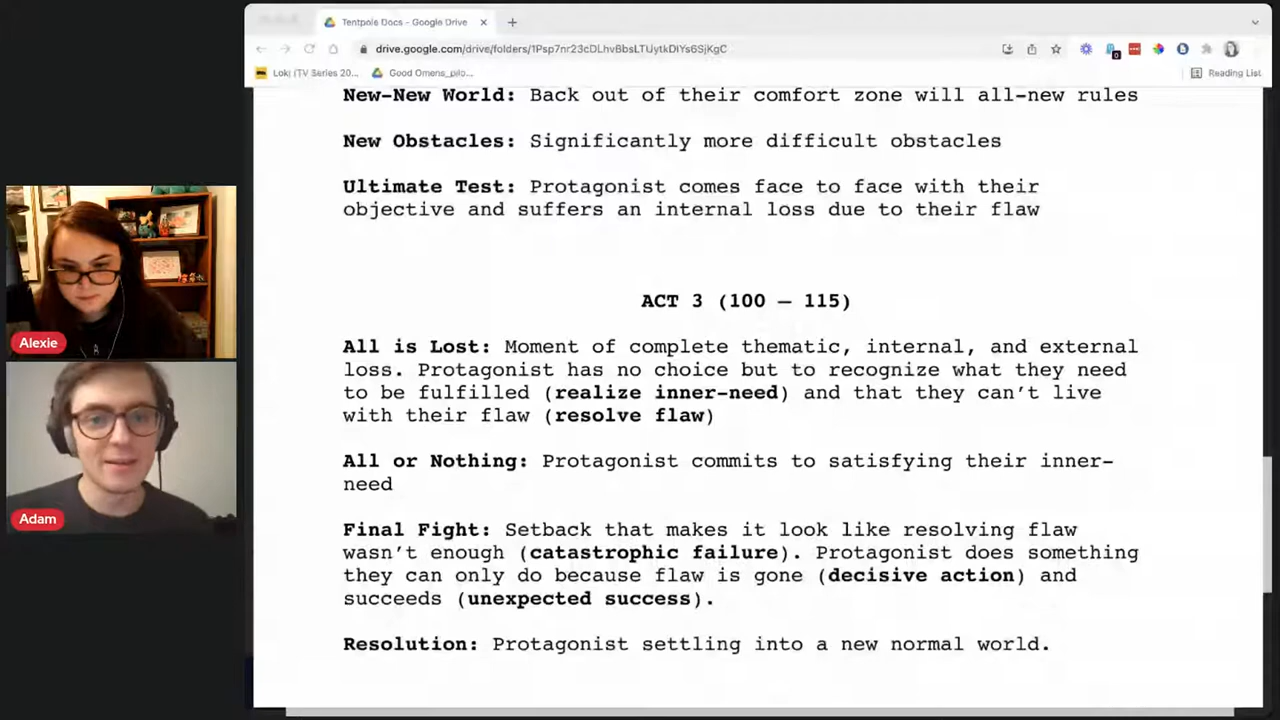 Tentpole Docs - Google Drive
drive.google.com/drive/folders/1Psp7nr23cDLhvBbsLTUytkDIYs6SjKgC
Loki (TV Series 20...
Good Omens_pilo...
Reading List
New-New World: Back out of their comfort zone will all-new rules
New Obstacles: Significantly more difficult obstacles
Ultimate Test: Protagonist comes face to face with their
objective and suffers an internal loss due to their flaw
ACT 3 (100 – 115)
All is Lost: Moment of complete thematic, internal, and external
loss. Protagonist has no choice but to recognize what they need
to be fulfilled (realize inner-need) and that they can't live
with their flaw (resolve flaw)
All or Nothing: Protagonist commits to satisfying their inner-
need
Final Fight: Setback that makes it look like resolving flaw
wasn't enough (catastrophic failure). Protagonist does something
they can only do because flaw is gone (decisive action) and
succeeds (unexpected success).
Resolution: Protagonist settling into a new normal world.
Alexie
Adam